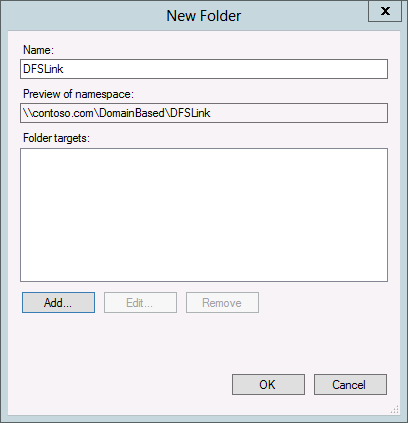 New Folder
x
Name:
DFSLink
Preview of namespace:
\\contoso.com\DomainBased\DFSLink
Folder targets:
Add... Edit... Remove
OK Cancel